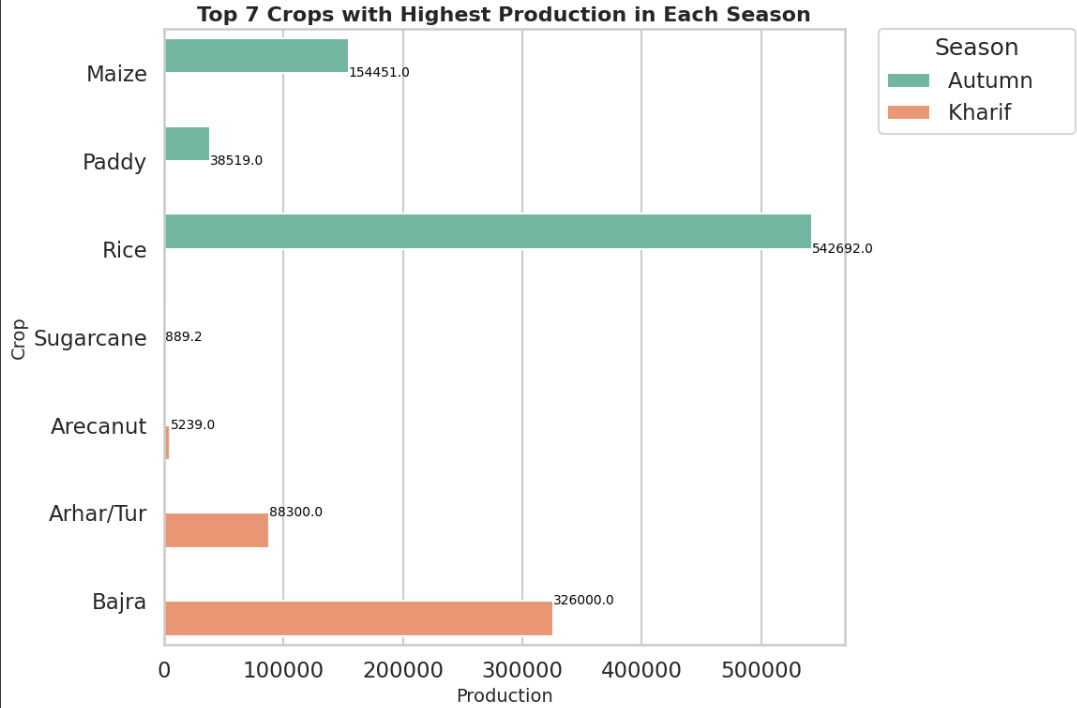 Top 7 Crops with Highest Production in Each Season
Season
Autumn
Kharif
Crop
Maize
154451.0
Paddy
38519.0
Rice
542692.0
Sugarcane
889.2
Arecanut
5239.0
Arhar/Tur
88300.0
Bajra
326000.0
0 100000 200000 300000 400000 500000
Production